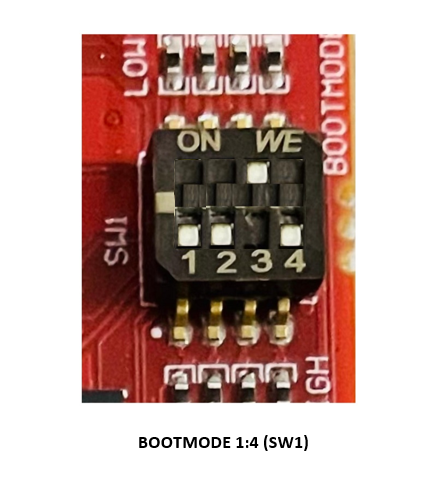 LOW
BOOTMODE
ON WE
SW1
1 2 3 4
GH
BOOTMODE 1:4 (SW1)